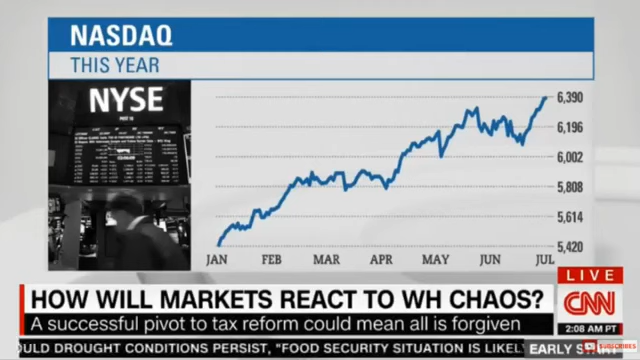 NASDAQ
THIS YEAR
NYSE
6,390
6,196
6,002
5,808
5,614
5,420
JAN FEB MAR APR MAY JUN JUL
LIVE
HOW WILL MARKETS REACT TO WH CHAOS?
CNN
A successful pivot to tax reform could mean all is forgiven
2:08 AM PT
OULD DROUGHT CONDITIONS PERSIST, "FOOD SECURITY SITUATION IS LIKEL
EARLY
SUBSCRIBED